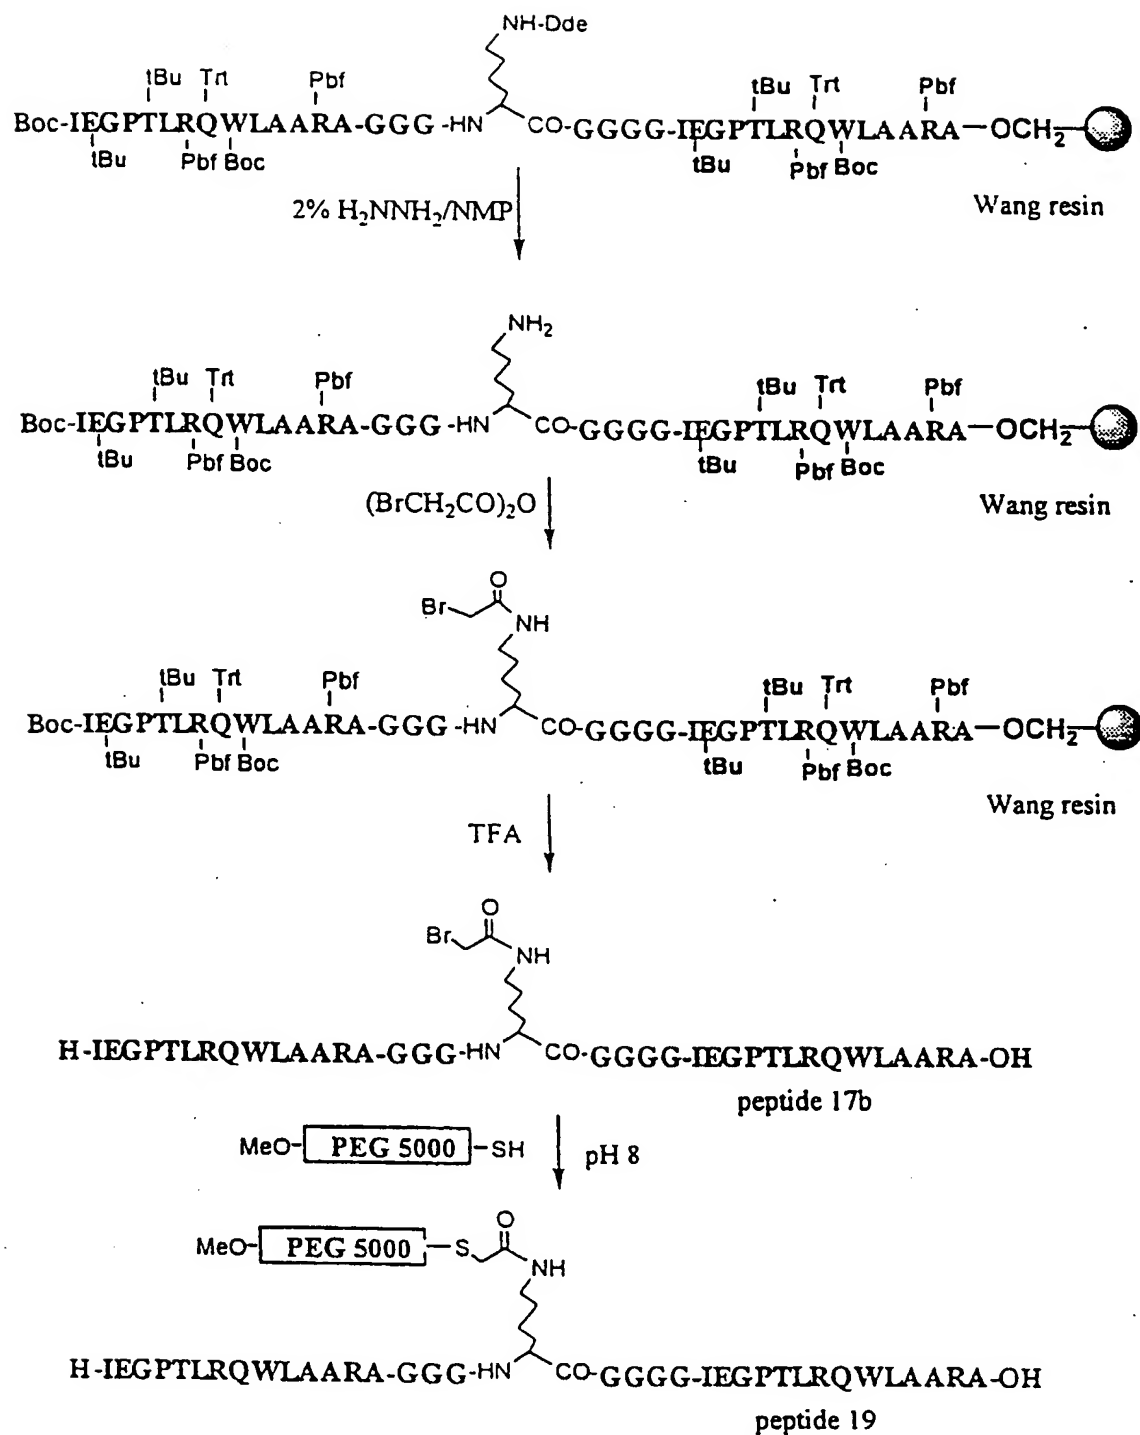 NH-Dde
tBu Trt Pbf tBu Trt Pbf
Boc-IEGPTLRQWLAARA-GGG-HN CO-GGGG-IEGPTLRQWLAARA-OCH2
tBu Pbf Boc tBu Pbf Boc
Wang resin
2% H2NNH2/NMP
NH2
tBu Trt Pbf tBu Trt Pbf
Boc-IEGPTLRQWLAARA-GGG-HN CO-GGGG-IEGPTLRQWLAARA-OCH2
tBu Pbf Boc tBu Pbf Boc
Wang resin
(BrCH2CO)2O
O
Br NH
tBu Trt Pbf tBu Trt Pbf
Boc-IEGPTLRQWLAARA-GGG-HN CO-GGGG-IEGPTLRQWLAARA-OCH2
tBu Pbf Boc tBu Pbf Boc
Wang resin
TFA
O
Br NH
H-IEGPTLRQWLAARA-GGG-HN CO-GGGG-IEGPTLRQWLAARA-OH
peptide 17b
MeO-PEG 5000-SH pH 8
O
MeO-PEG 5000-S NH
H-IEGPTLRQWLAARA-GGG-HN CO-GGGG-IEGPTLRQWLAARA-OH
peptide 19